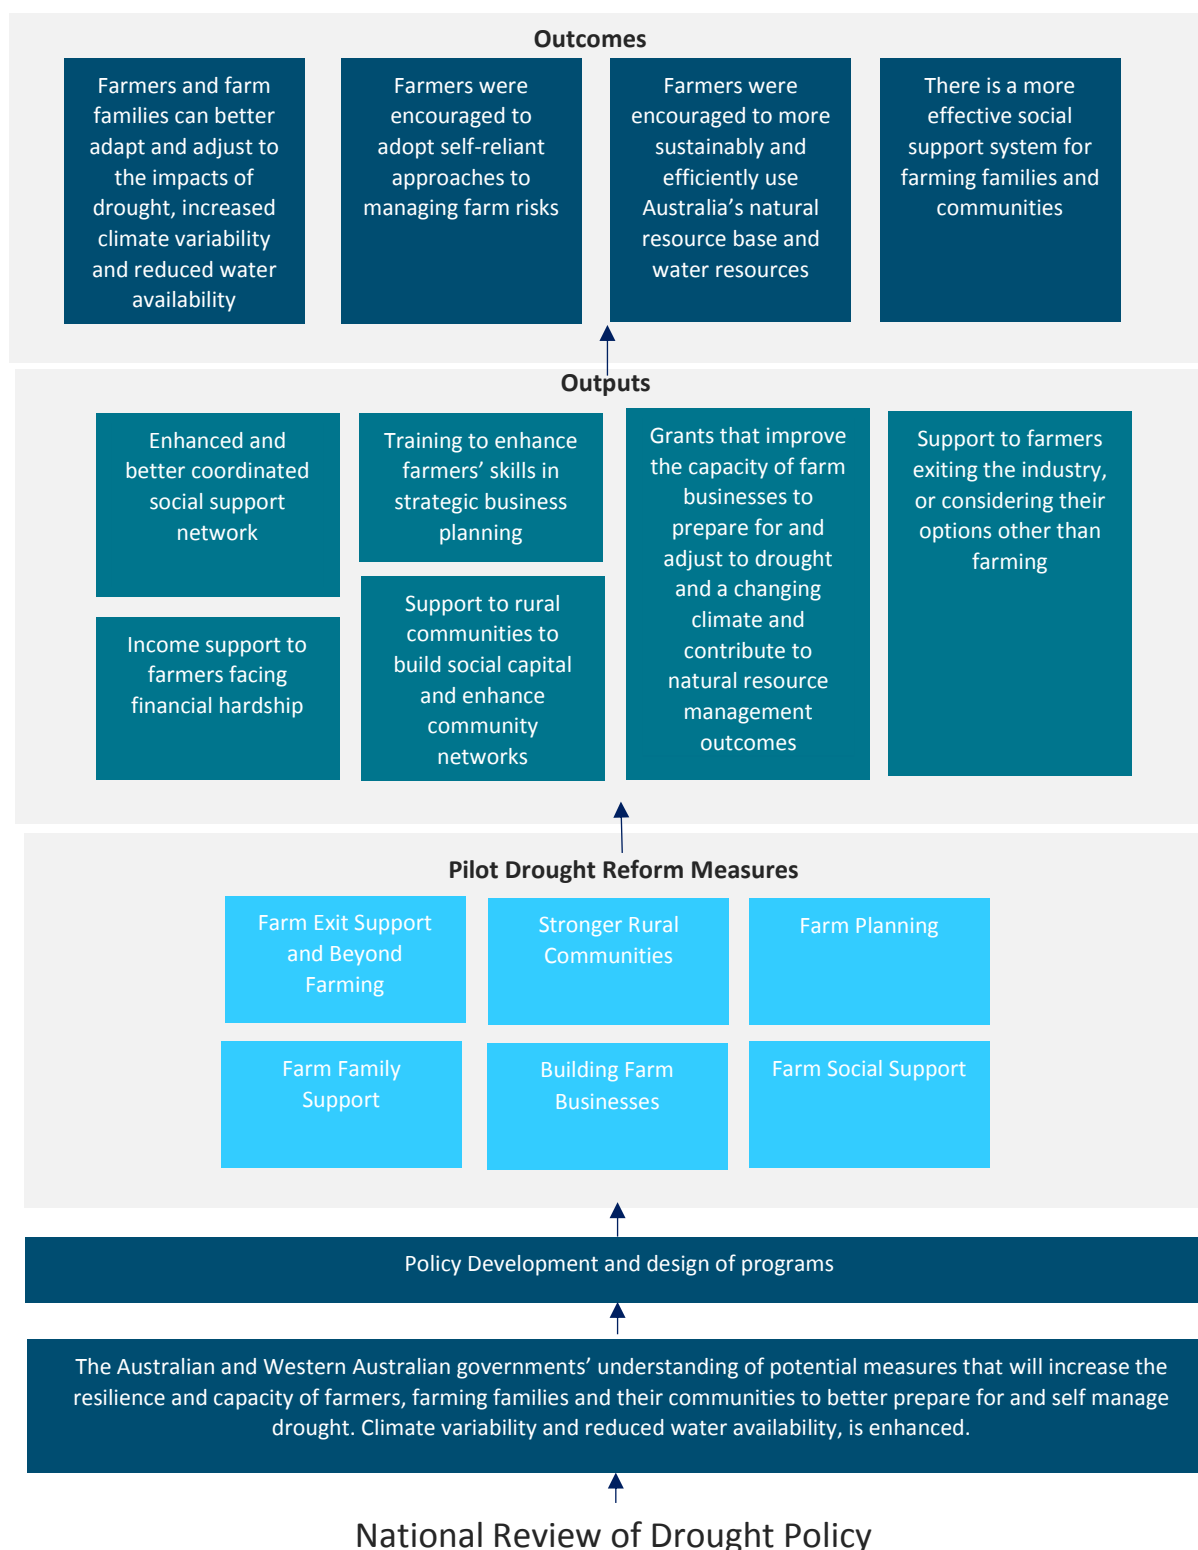 Outcomes
Farmers and farm
families can better
adapt and adjust to
the impacts of
drought, increased
climate variability
and reduced water
availability
Farmers were
encouraged to
adopt self-reliant
approaches to
managing farm risks
Farmers were
encouraged to more
sustainably and
efficiently use
Australia’s natural
resource base and
water resources
There is a more
effective social
support system for
farming families and
communities
Outputs
Enhanced and
better coordinated
social support
network
Training to enhance
farmers’ skills in
strategic business
planning
Grants that improve
the capacity of farm
businesses to
prepare for and
adjust to drought
and a changing
climate and
contribute to
natural resource
management
outcomes
Support to farmers
exiting the industry,
or considering their
options other than
farming
Income support to
farmers facing
financial hardship
Support to rural
communities to
build social capital
and enhance
community
networks
Pilot Drought Reform Measures
Farm Exit Support
and Beyond
Farming
Stronger Rural
Communities
Farm Planning
Farm Family
Support
Building Farm
Businesses
Farm Social Support
Policy Development and design of programs
The Australian and Western Australian governments’ understanding of potential measures that will increase the
resilience and capacity of farmers, farming families and their communities to better prepare for and self manage
drought. Climate variability and reduced water availability, is enhanced.
National Review of Drought Policy